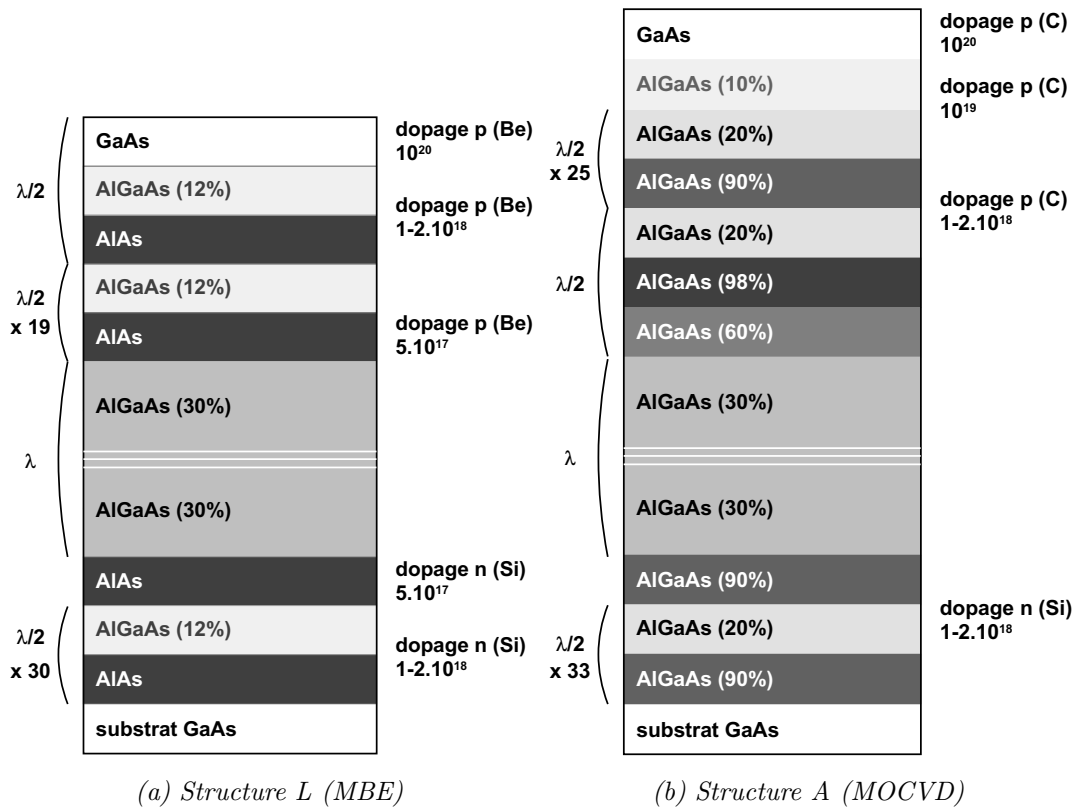 GaAs
AlGaAs (12%)
AlAs
AlGaAs (12%)
AlAs
AlGaAs (30%)
AlGaAs (30%)
AlAs
AlGaAs (12%)
AlAs
substrat GaAs
λ/2
λ/2
x 19
λ
λ/2
x 30
dopage p (Be)
10²⁰
dopage p (Be)
1-2.10¹⁸
dopage p (Be)
5.10¹⁷
dopage n (Si)
5.10¹⁷
dopage n (Si)
1-2.10¹⁸
(a) Structure L (MBE)
GaAs
AlGaAs (10%)
AlGaAs (20%)
AlGaAs (90%)
AlGaAs (20%)
AlGaAs (98%)
AlGaAs (60%)
AlGaAs (30%)
AlGaAs (30%)
AlGaAs (90%)
AlGaAs (20%)
AlGaAs (90%)
substrat GaAs
λ/2
x 25
λ/2
λ
λ/2
x 33
dopage p (C)
10²⁰
dopage p (C)
10¹⁹
dopage p (C)
1-2.10¹⁸
dopage n (Si)
1-2.10¹⁸
(b) Structure A (MOCVD)